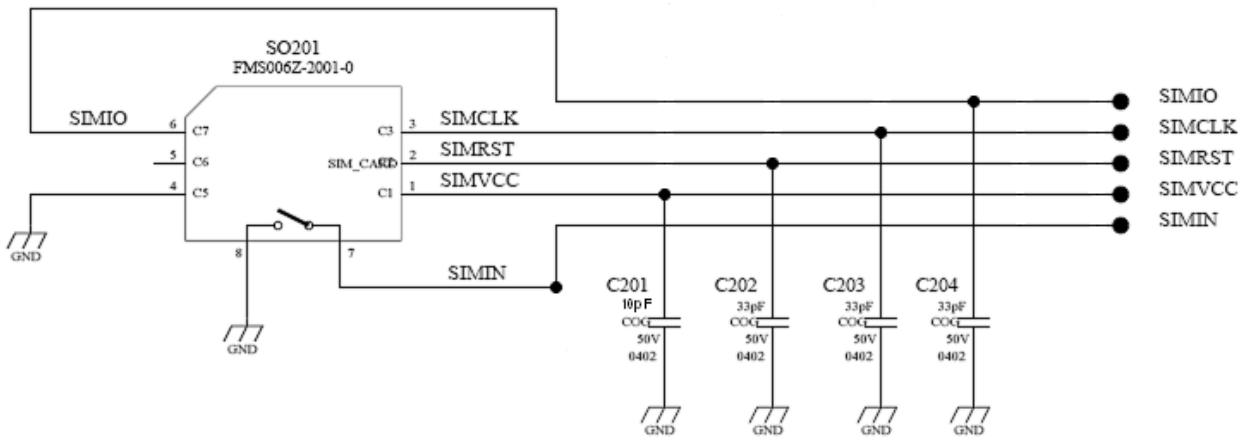 SO201
FMS006Z-2001-0
SIMIO
SIMIO
6
C7
C3
3
SIMCLK
SIMCLK
5
C6
SIM_CARD
2
SIMRST
SIMRST
4
C5
C1
1
SIMVCC
SIMVCC
SIMIN
GND
8
7
SIMIN
C201
C202
C203
C204
10pF
33pF
33pF
33pF
COG
COG
COG
COG
50V
50V
50V
50V
0402
0402
0402
0402
GND
GND
GND
GND
GND